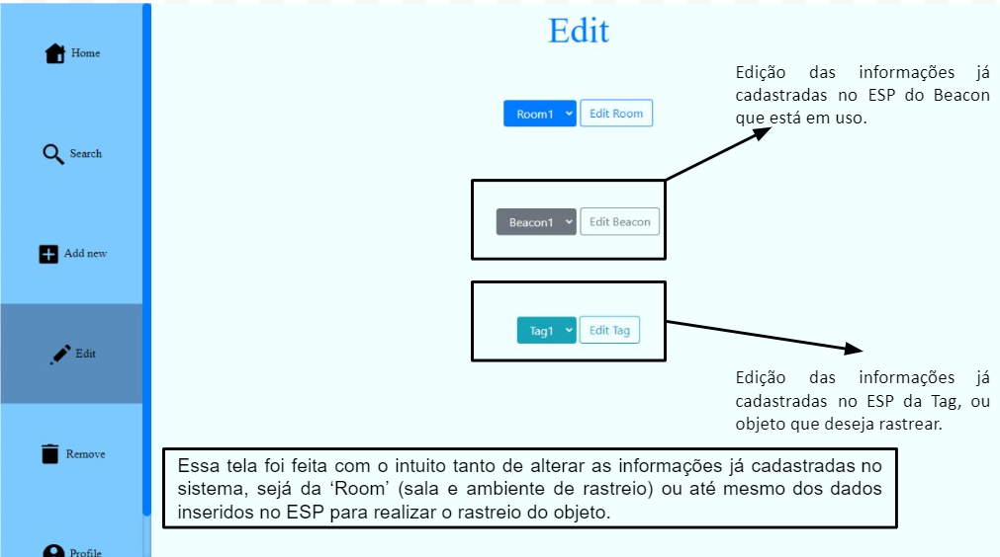 Edit
Home
Search
Add new
Edit
Remove
Profile
Room1 Edit Room
Beacon1 Edit Beacon
Tag1 Edit Tag
Edição das informações já
cadastradas no ESP do Beacon
que está em uso.
Edição das informações já
cadastradas no ESP da Tag, ou
objeto que deseja rastrear.
Essa tela foi feita com o intuito tanto de alterar as informações já cadastradas no
sistema, sejá da ‘Room’ (sala e ambiente de rastreio) ou até mesmo dos dados
inseridos no ESP para realizar o rastreio do objeto.